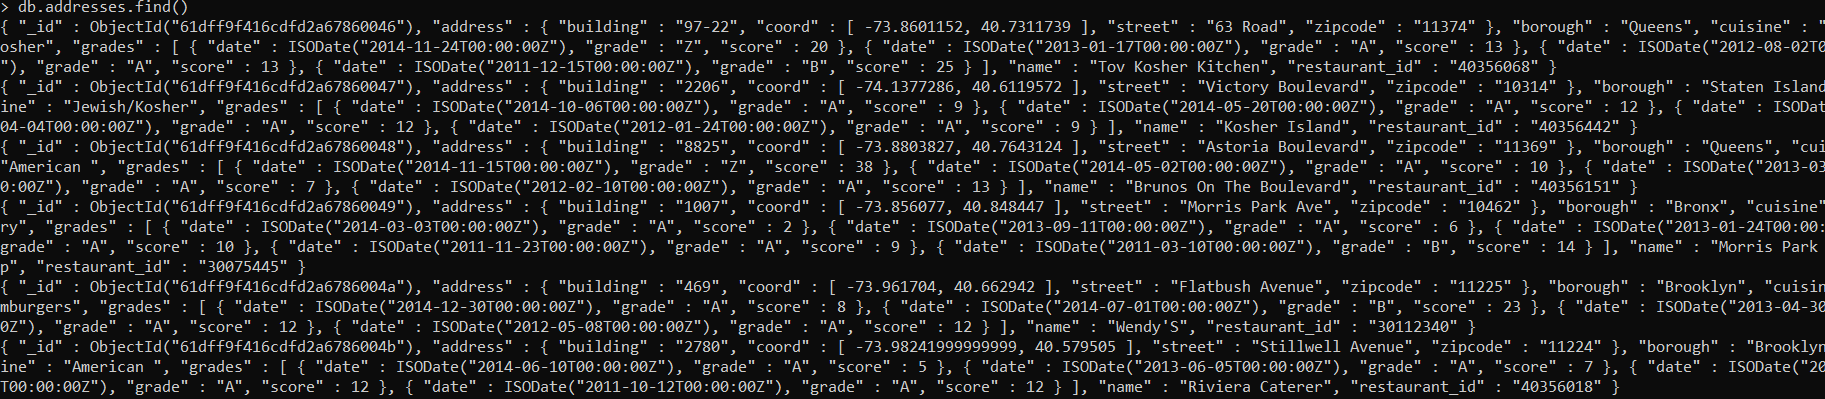 > db.addresses.find()
{ "_id" : ObjectId("61dff9f416cdfd2a67860046"), "address" : { "building" : "97-22", "coord" : [ -73.8601152, 40.7311739 ], "street" : "63 Road", "zipcode" : "11374" }, "borough" : "Queens", "cuisine" : "
osher", "grades" : [ { "date" : ISODate("2014-11-24T00:00:00Z"), "grade" : "Z", "score" : 20 }, { "date" : ISODate("2013-01-17T00:00:00Z"), "grade" : "A", "score" : 13 }, { "date" : ISODate("2012-08-02T0
"), "grade" : "A", "score" : 13 }, { "date" : ISODate("2011-12-15T00:00:00Z"), "grade" : "B", "score" : 25 } ], "name" : "Tov Kosher Kitchen", "restaurant_id" : "40356068" }
{ "_id" : ObjectId("61dff9f416cdfd2a67860047"), "address" : { "building" : "2206", "coord" : [ -74.1377286, 40.6119572 ], "street" : "Victory Boulevard", "zipcode" : "10314" }, "borough" : "Staten Island
ine" : "Jewish/Kosher", "grades" : [ { "date" : ISODate("2014-10-06T00:00:00Z"), "grade" : "A", "score" : 9 }, { "date" : ISODate("2014-05-20T00:00:00Z"), "grade" : "A", "score" : 12 }, { "date" : ISODat
04-04T00:00:00Z"), "grade" : "A", "score" : 12 }, { "date" : ISODate("2012-01-24T00:00:00Z"), "grade" : "A", "score" : 9 } ], "name" : "Kosher Island", "restaurant_id" : "40356442" }
{ "_id" : ObjectId("61dff9f416cdfd2a67860048"), "address" : { "building" : "8825", "coord" : [ -73.8803827, 40.7643124 ], "street" : "Astoria Boulevard", "zipcode" : "11369" }, "borough" : "Queens", "cui
"American ", "grades" : [ { "date" : ISODate("2014-11-15T00:00:00Z"), "grade" : "Z", "score" : 38 }, { "date" : ISODate("2014-05-02T00:00:00Z"), "grade" : "A", "score" : 10 }, { "date" : ISODate("2013-03
0:00Z"), "grade" : "A", "score" : 7 }, { "date" : ISODate("2012-02-10T00:00:00Z"), "grade" : "A", "score" : 13 } ], "name" : "Brunos On The Boulevard", "restaurant_id" : "40356151" }
{ "_id" : ObjectId("61dff9f416cdfd2a67860049"), "address" : { "building" : "1007", "coord" : [ -73.856077, 40.848447 ], "street" : "Morris Park Ave", "zipcode" : "10462" }, "borough" : "Bronx", "cuisine"
ry", "grades" : [ { "date" : ISODate("2014-03-03T00:00:00Z"), "grade" : "A", "score" : 2 }, { "date" : ISODate("2013-09-11T00:00:00Z"), "grade" : "A", "score" : 6 }, { "date" : ISODate("2013-01-24T00:00:
grade" : "A", "score" : 10 }, { "date" : ISODate("2011-11-23T00:00:00Z"), "grade" : "A", "score" : 9 }, { "date" : ISODate("2011-03-10T00:00:00Z"), "grade" : "B", "score" : 14 } ], "name" : "Morris Park
p", "restaurant_id" : "30075445" }
{ "_id" : ObjectId("61dff9f416cdfd2a6786004a"), "address" : { "building" : "469", "coord" : [ -73.961704, 40.662942 ], "street" : "Flatbush Avenue", "zipcode" : "11225" }, "borough" : "Brooklyn", "cuisin
mburgers", "grades" : [ { "date" : ISODate("2014-12-30T00:00:00Z"), "grade" : "A", "score" : 8 }, { "date" : ISODate("2014-07-01T00:00:00Z"), "grade" : "B", "score" : 23 }, { "date" : ISODate("2013-04-30
0Z"), "grade" : "A", "score" : 12 }, { "date" : ISODate("2012-05-08T00:00:00Z"), "grade" : "A", "score" : 12 } ], "name" : "Wendy'S", "restaurant_id" : "30112340" }
{ "_id" : ObjectId("61dff9f416cdfd2a6786004b"), "address" : { "building" : "2780", "coord" : [ -73.98241999999999, 40.579505 ], "street" : "Stillwell Avenue", "zipcode" : "11224" }, "borough" : "Brooklyn
ine" : "American ", "grades" : [ { "date" : ISODate("2014-06-10T00:00:00Z"), "grade" : "A", "score" : 5 }, { "date" : ISODate("2013-06-05T00:00:00Z"), "grade" : "A", "score" : 7 }, { "date" : ISODate("20
T00:00:00Z"), "grade" : "A", "score" : 12 }, { "date" : ISODate("2011-10-12T00:00:00Z"), "grade" : "A", "score" : 12 } ], "name" : "Riviera Caterer", "restaurant_id" : "40356018" }